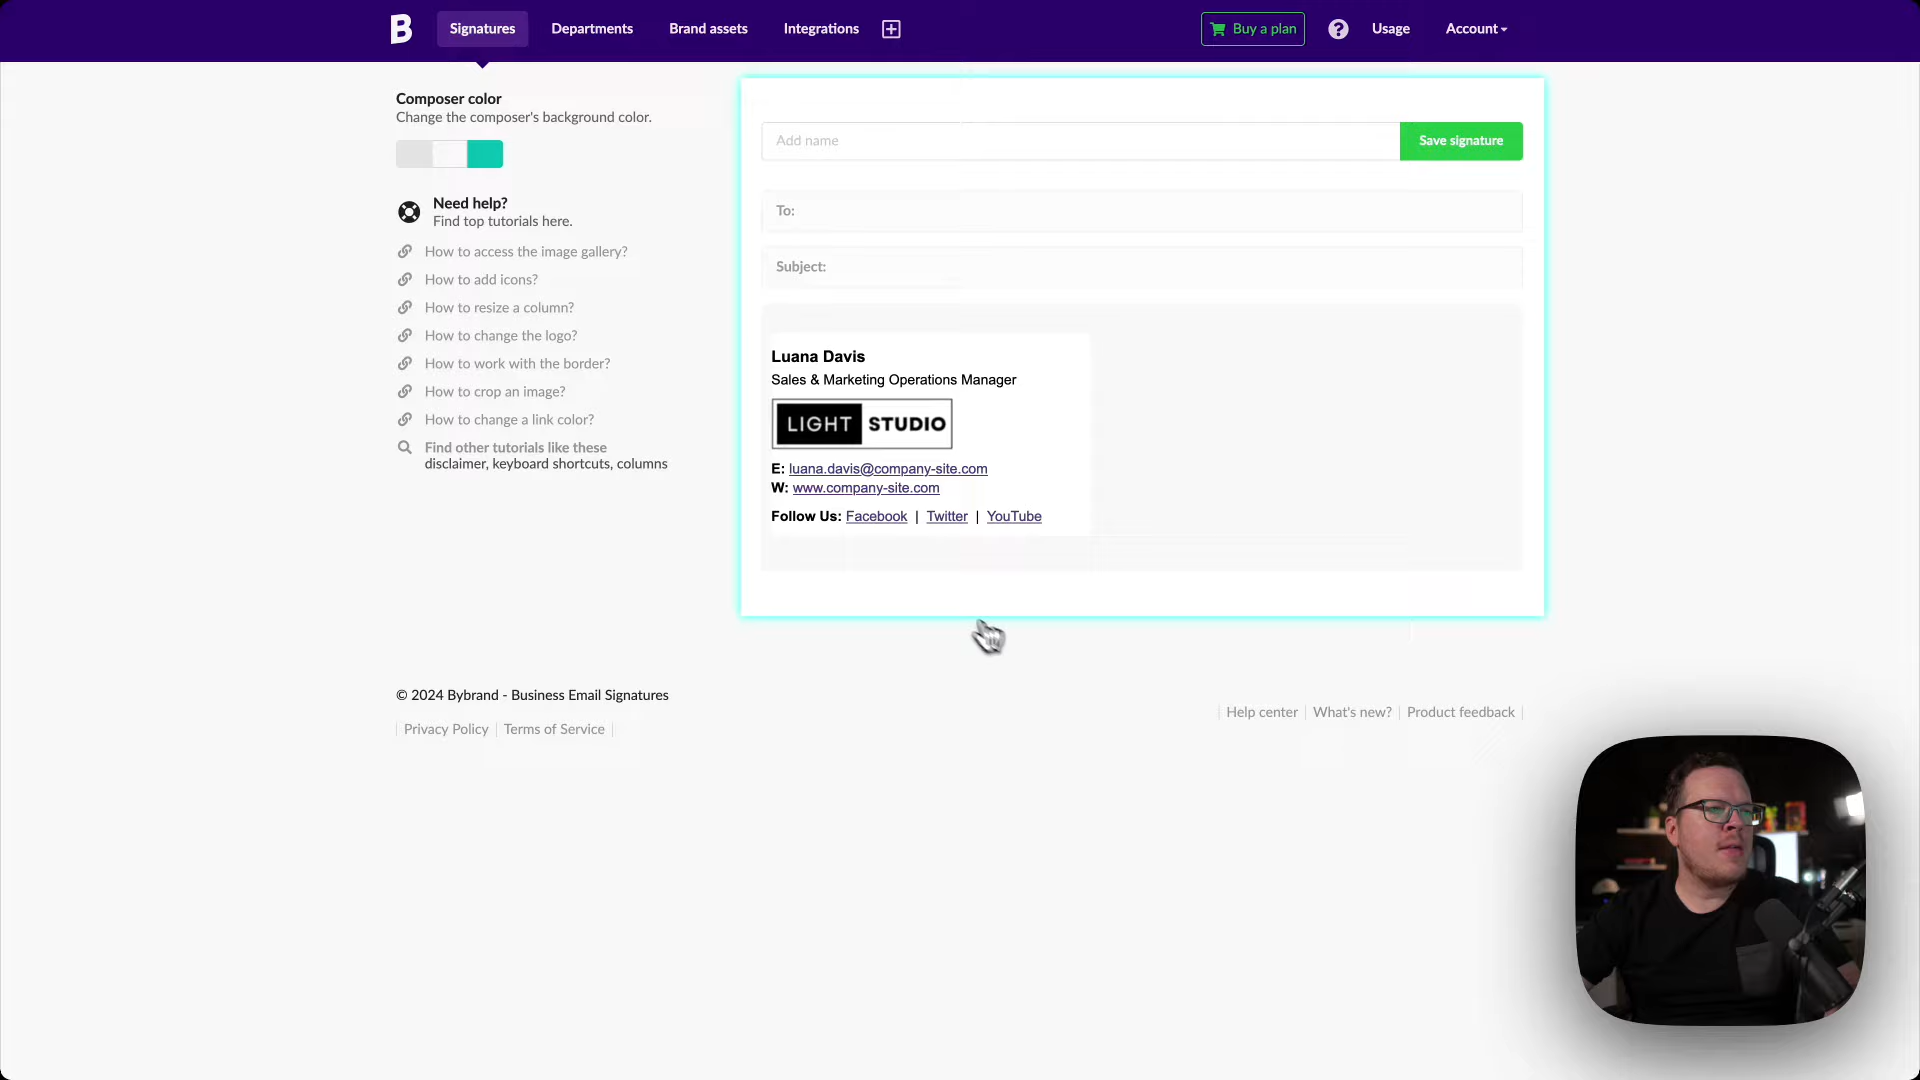 Signatures Departments Brand assets Integrations Buy a plan Usage Account
Composer color
Change the composer's background color.
Need help?
Find top tutorials here.
How to access the image gallery?
How to add icons?
How to resize a column?
How to change the logo?
How to work with the border?
How to crop an image?
How to change a link color?
Find other tutorials like these
disclaimer, keyboard shortcuts, columns
Add name Save signature
To:
Subject:
Luana Davis
Sales & Marketing Operations Manager
LIGHT STUDIO
E: luana.davis@company-site.com
W: www.company-site.com
Follow Us: Facebook | Twitter | YouTube
© 2024 Bybrand - Business Email Signatures
Privacy Policy Terms of Service
Help center What's new? Product feedback